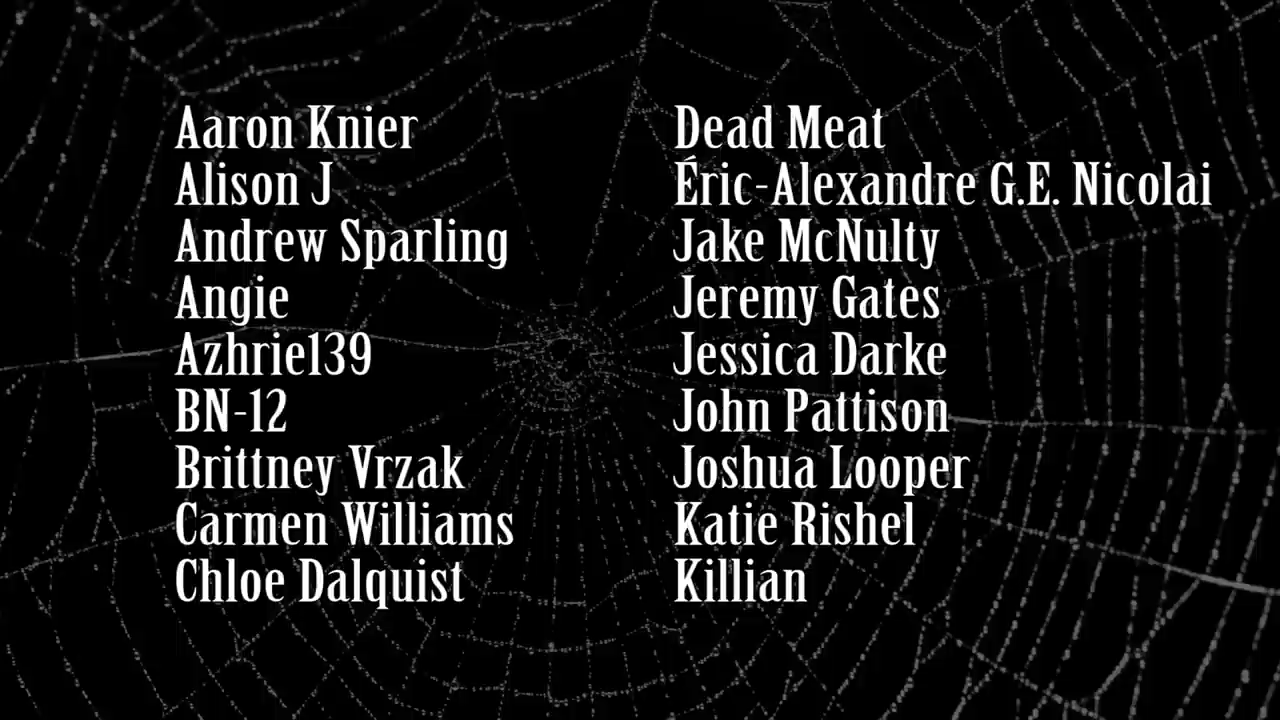 Aaron Knier
Alison J
Andrew Sparling
Angie
Azhrie139
BN-12
Brittney Vrzak
Carmen Williams
Chloe Dalquist
Dead Meat
Éric-Alexandre G.E. Nicolai
Jake McNulty
Jeremy Gates
Jessica Darke
John Pattison
Joshua Looper
Katie Rishel
Killian